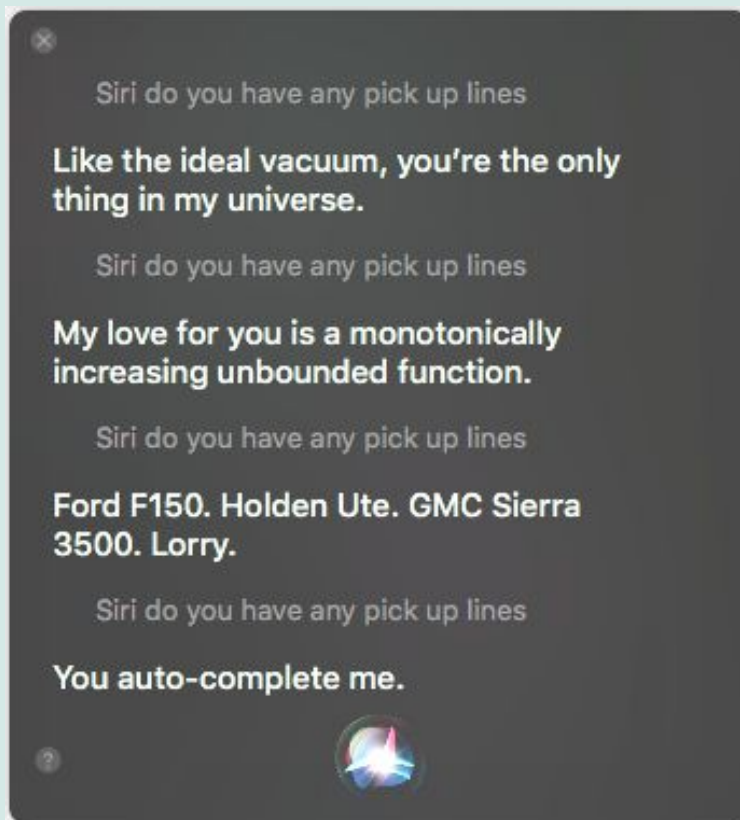 Siri do you have any pick up lines
Like the ideal vacuum, you're the only
thing in my universe.
Siri do you have any pick up lines
My love for you is a monotonically
increasing unbounded function.
Siri do you have any pick up lines
Ford F150. Holden Ute. GMC Sierra
3500. Lorry.
Siri do you have any pick up lines
You auto-complete me.
?